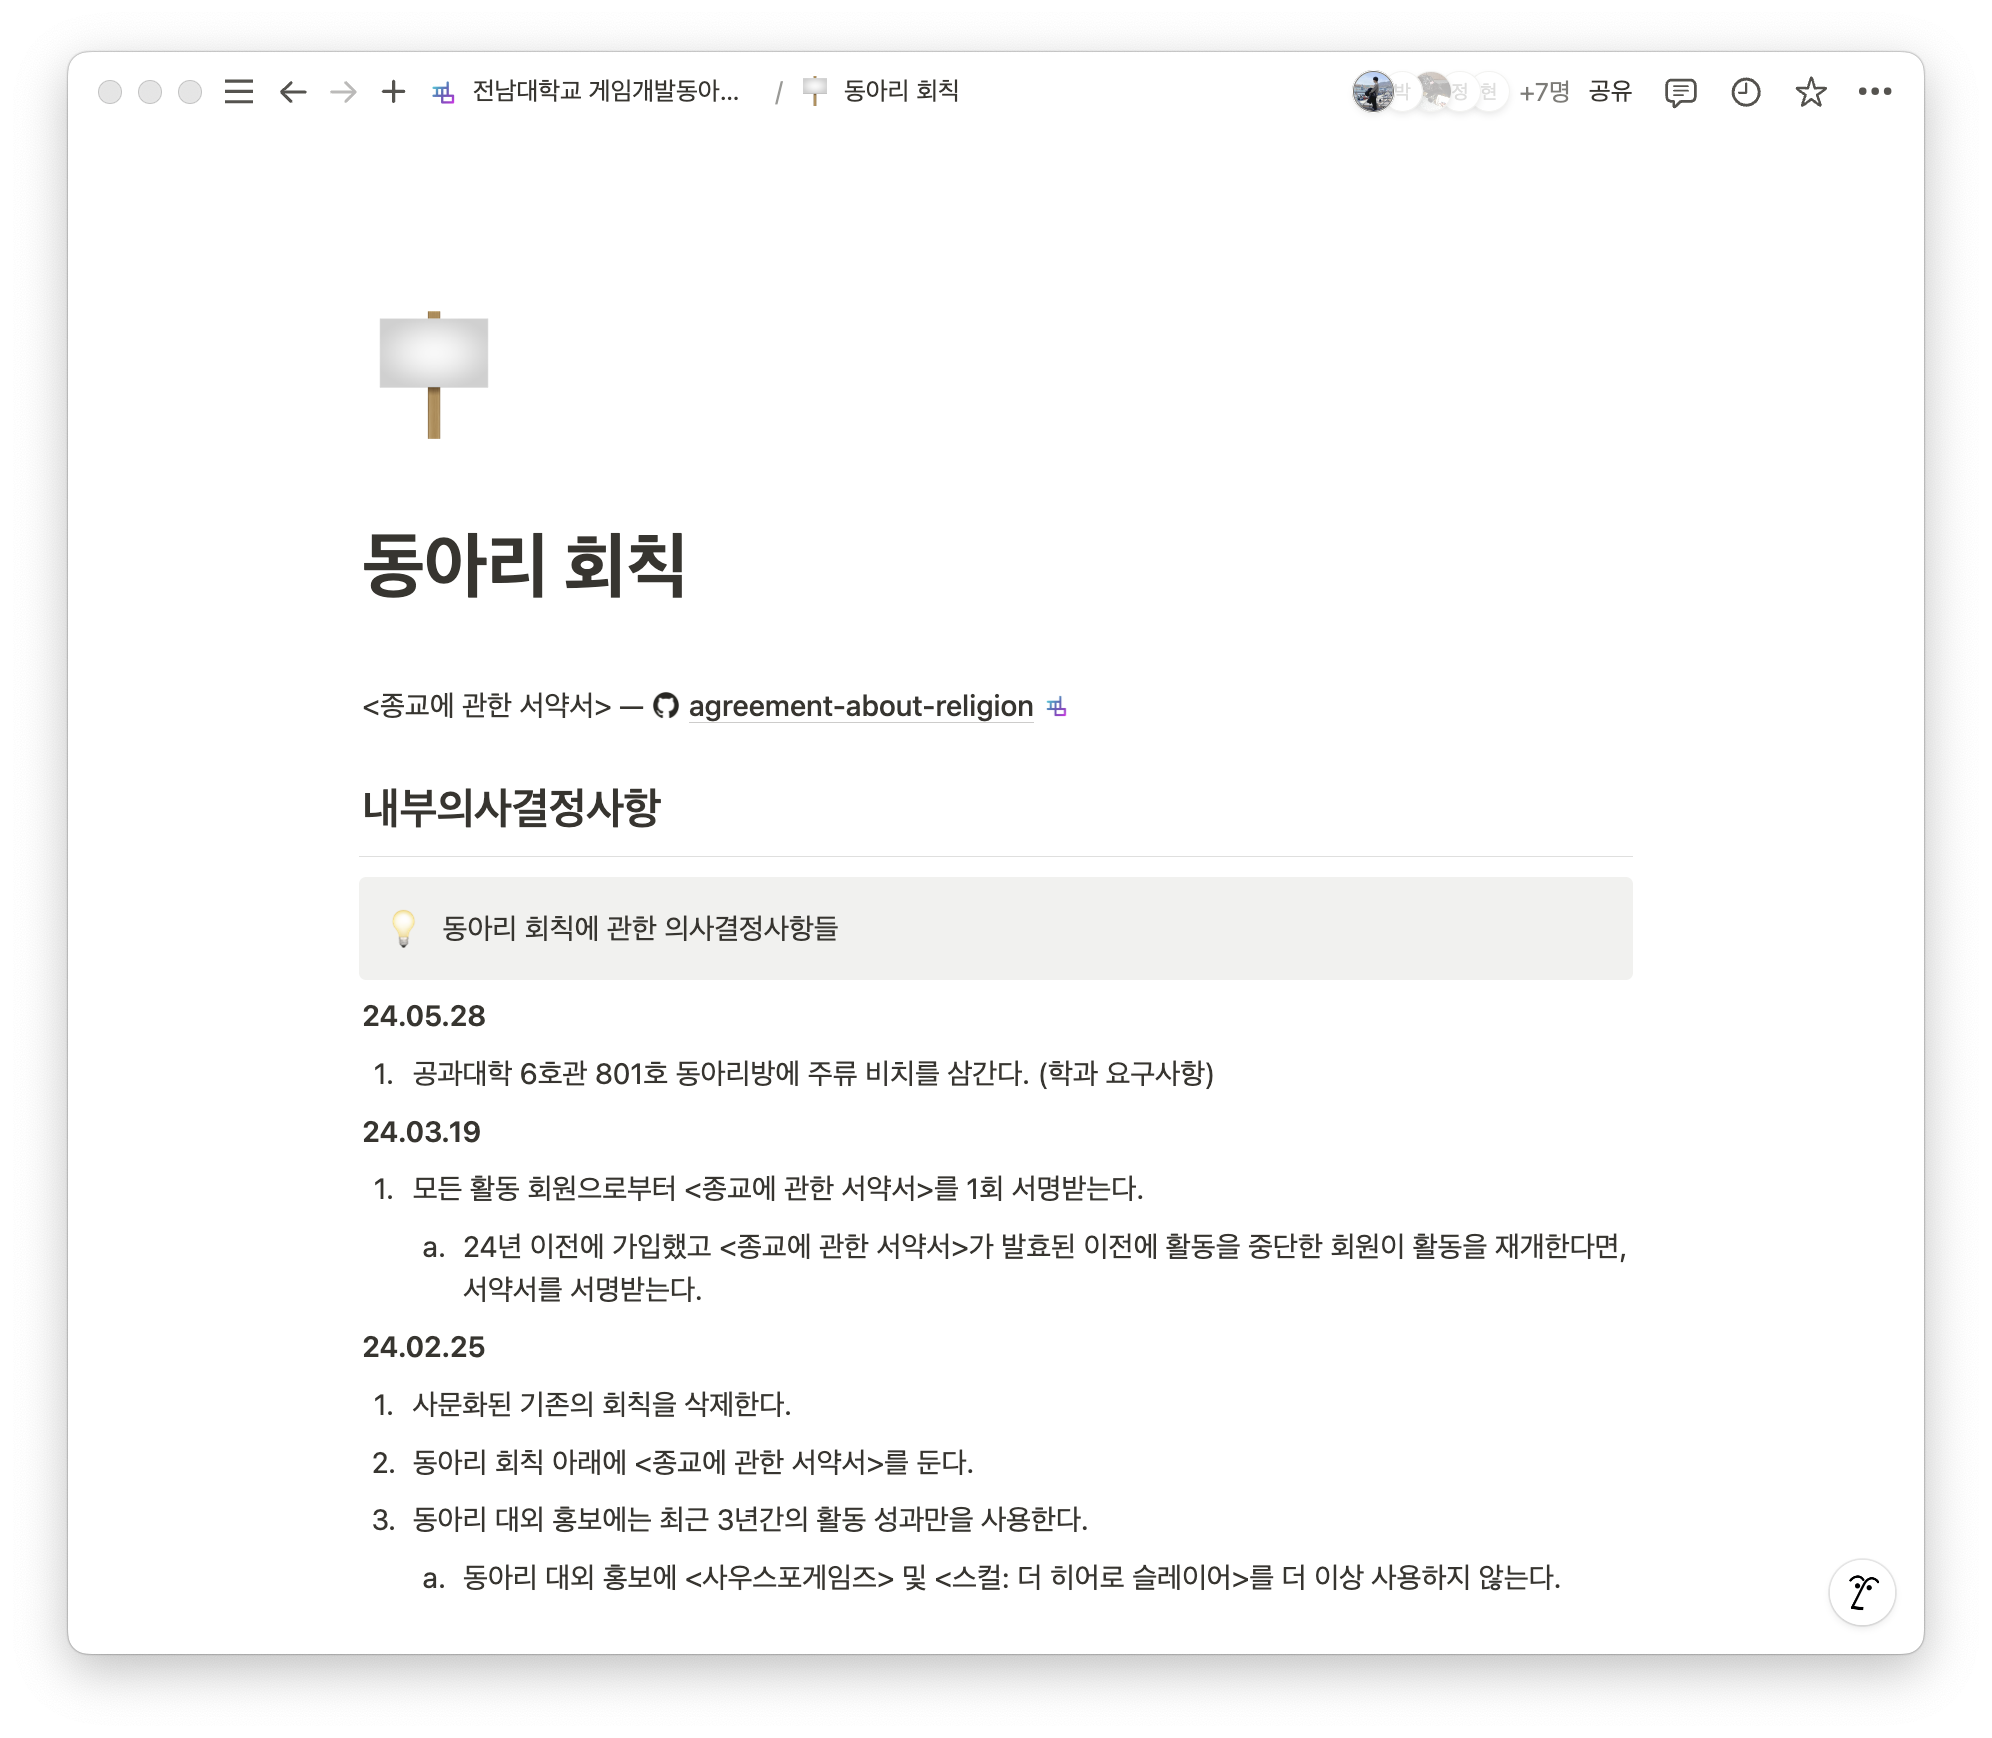 전남대학교 게임개발동아... / 동아리 회칙
박 정 현 +7명 공유
동아리 회칙
<종교에 관한 서약서> — agreement-about-religion
내부의사결정사항
동아리 회칙에 관한 의사결정사항들
24.05.28
1. 공과대학 6호관 801호 동아리방에 주류 비치를 삼간다. (학과 요구사항)
24.03.19
1. 모든 활동 회원으로부터 <종교에 관한 서약서>를 1회 서명받는다.
a. 24년 이전에 가입했고 <종교에 관한 서약서>가 발효된 이전에 활동을 중단한 회원이 활동을 재개한다면,
서약서를 서명받는다.
24.02.25
1. 사문화된 기존의 회칙을 삭제한다.
2. 동아리 회칙 아래에 <종교에 관한 서약서>를 둔다.
3. 동아리 대외 홍보에는 최근 3년간의 활동 성과만을 사용한다.
a. 동아리 대외 홍보에 <사우스포게임즈> 및 <스컬: 더 히어로 슬레이어>를 더 이상 사용하지 않는다.